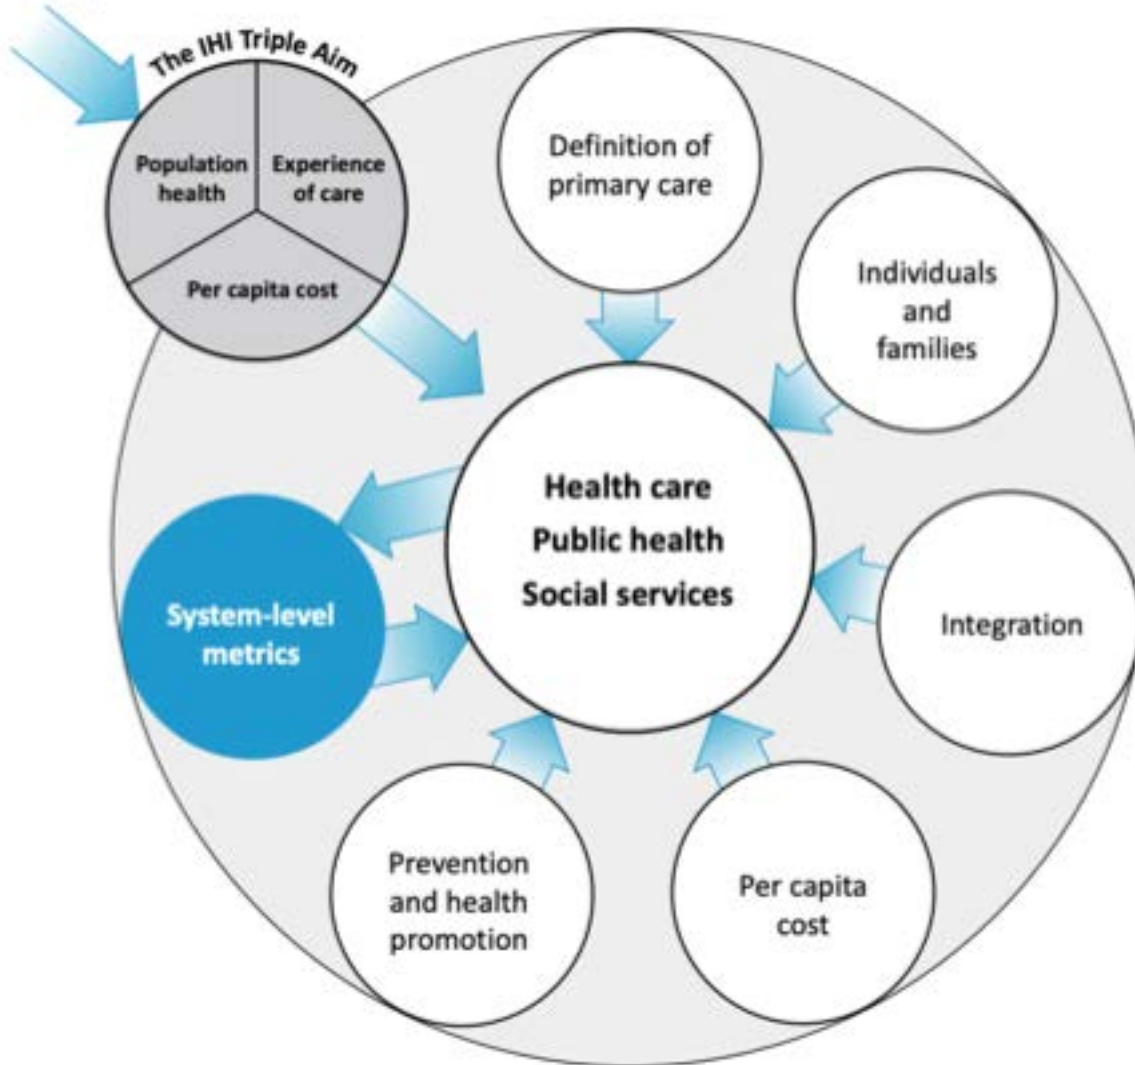 The IHI Triple Aim
Population
health
Experience
of care
Per capita cost
Definition of
primary care
Individuals
and
families
Health care
Public health
Social services
System-level
metrics
Integration
Prevention
and health
promotion
Per capita
cost